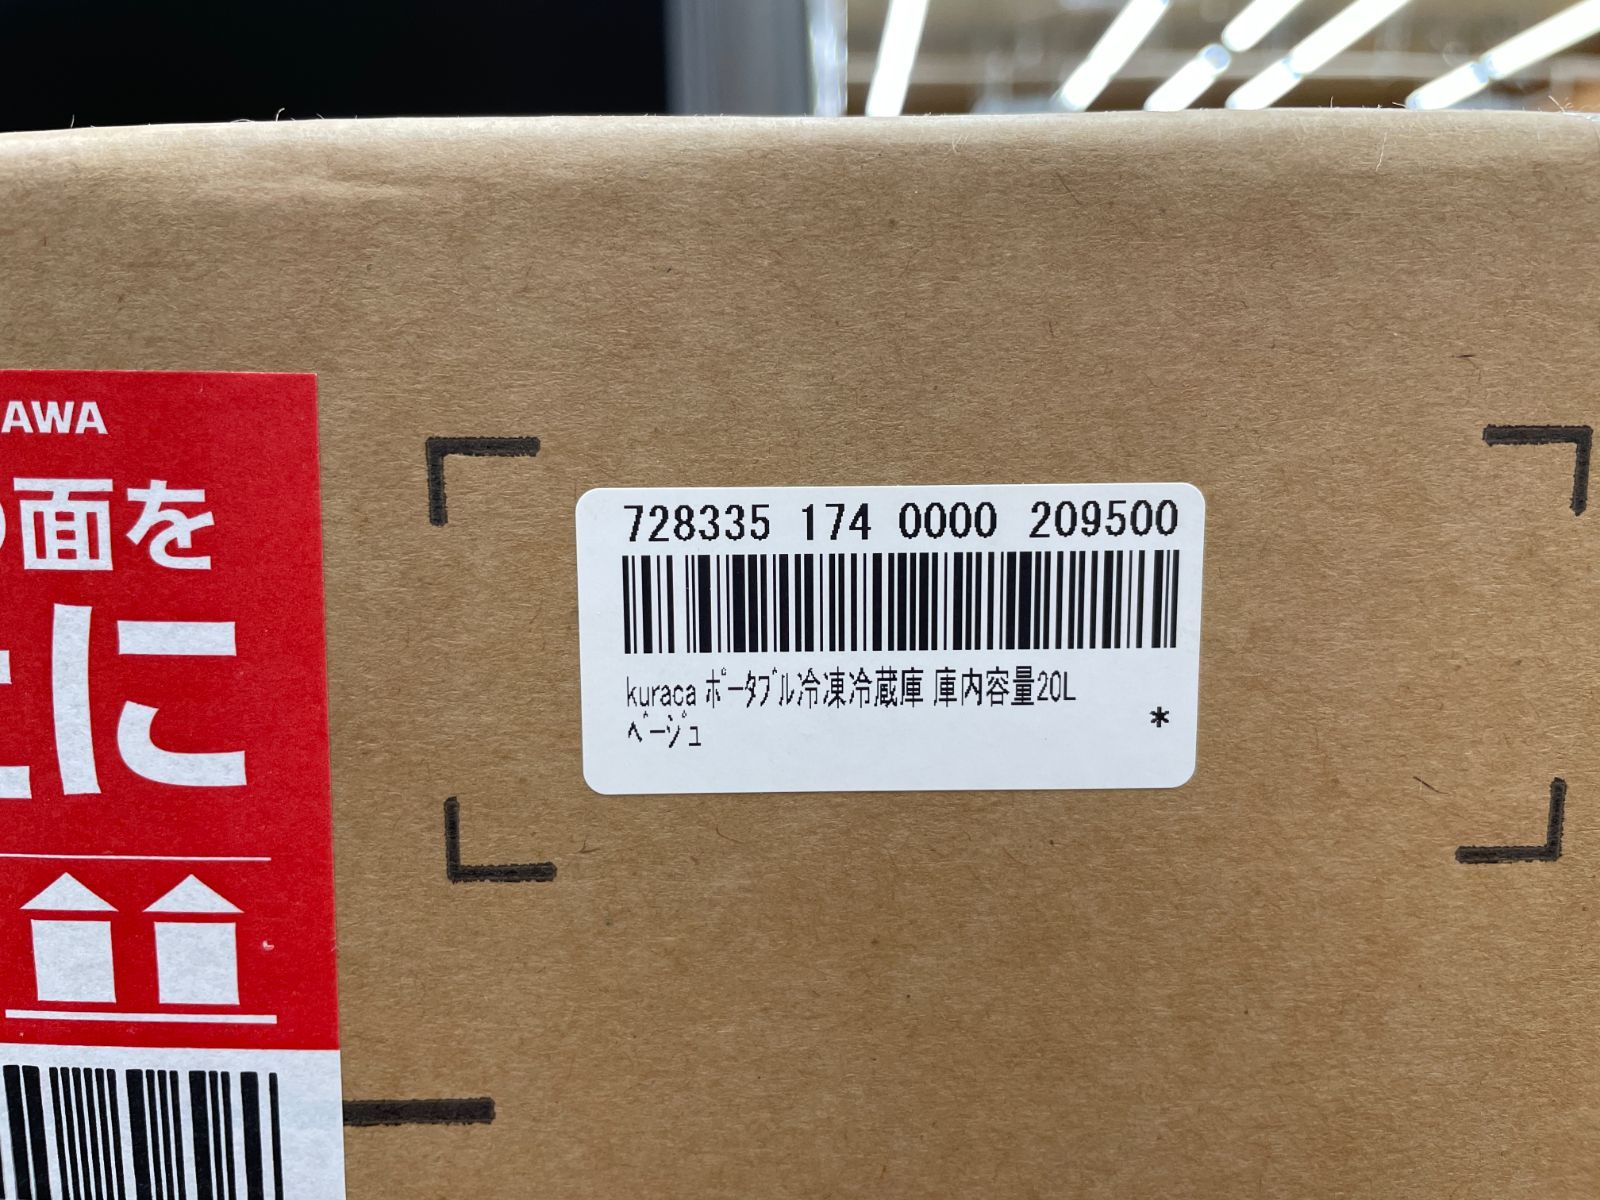 AWA
面を
に
728335 174 0000 209500
kuraca ﾎﾟｰﾀﾌﾞﾙ冷凍冷蔵庫 庫内容量20L
ﾍﾞｰｼﾞｭ
*